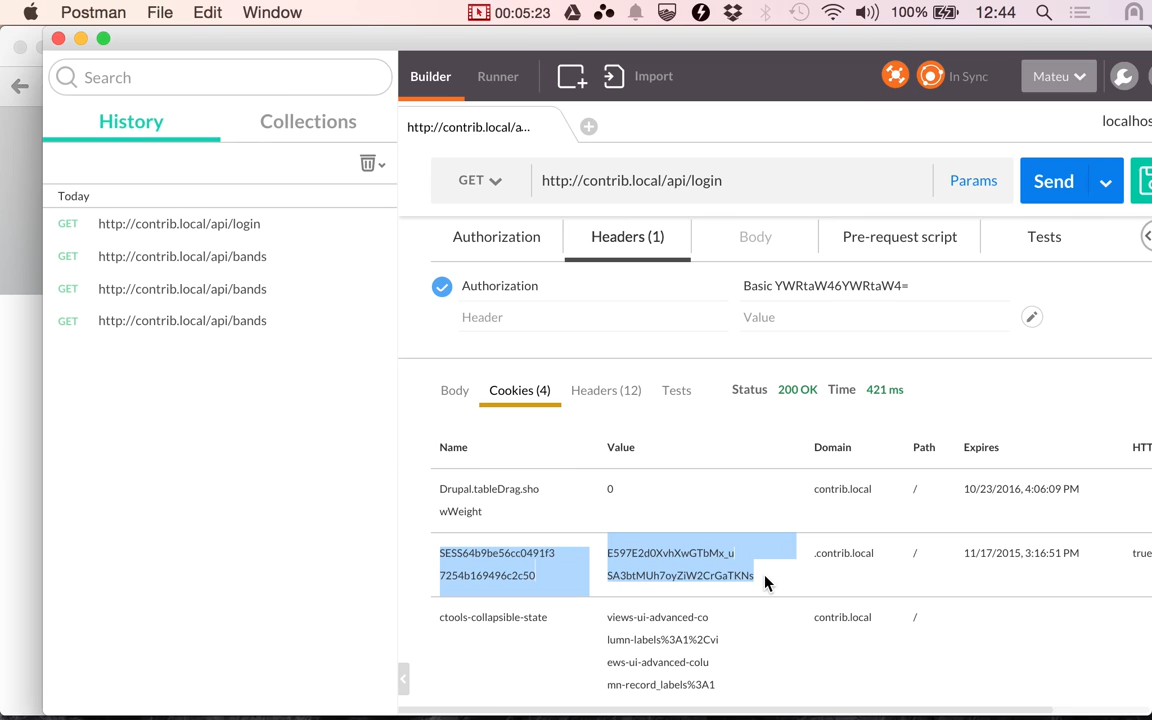 Postman File Edit Window 00:05:23 100% 12:44
Search
Builder Runner Import In Sync Mateu
History Collections
http://contrib.local/a...
localhos
GET http://contrib.local/api/login Params Send
Today
GET http://contrib.local/api/login
GET http://contrib.local/api/bands
GET http://contrib.local/api/bands
GET http://contrib.local/api/bands
Authorization Headers (1) Body Pre-request script Tests
Authorization Basic YWRtaW46YWRtaW4=
Header Value
Body Cookies (4) Headers (12) Tests Status 200 OK Time 421 ms
Name Value Domain Path Expires HTT
Drupal.tableDrag.sho 0 contrib.local / 10/23/2016, 4:06:09 PM
wWeight
SESS64b9be56cc0491f3 E597E2d0XvhXwGTbMx_u .contrib.local / 11/17/2015, 3:16:51 PM true
7254b169496c2c50 SA3btMUh7oyZiW2CrGaTKNs
ctools-collapsible-state views-ui-advanced-co contrib.local /
lumn-labels%3A1%2Cvi
ews-ui-advanced-colu
mn-record_labels%3A1